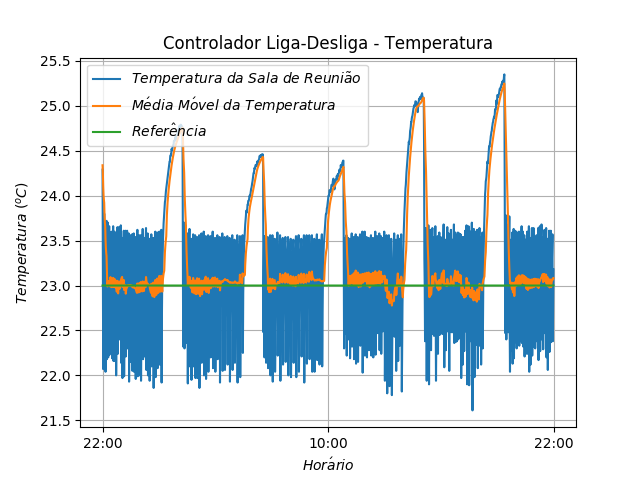 Controlador Liga-Desliga - Temperatura
Temperatura da Sala de Reunião
Média Móvel da Temperatura
Referência
Temperatura (ºC)
25.5
25.0
24.5
24.0
23.5
23.0
22.5
22.0
21.5
22:00
10:00
22:00
Horário